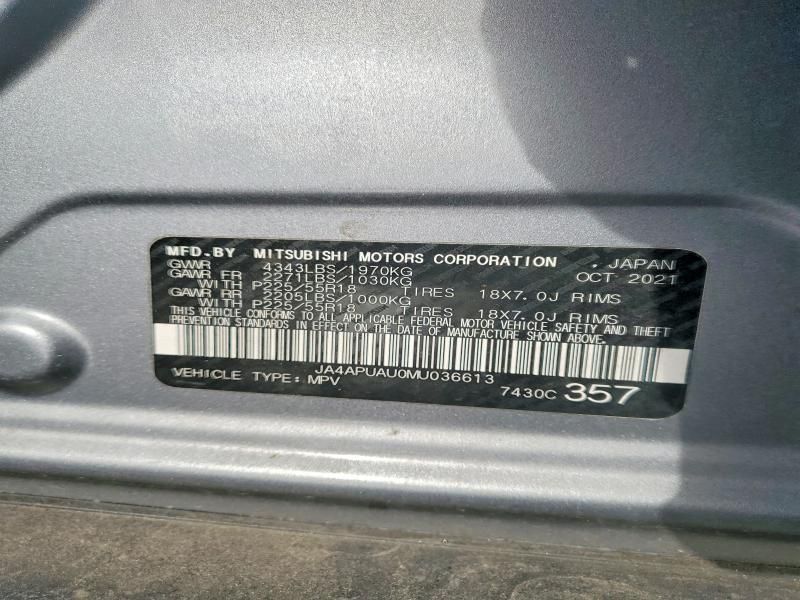 MFD.BY MITSUBISHI MOTORS CORPORATION , JAPAN
GVWR 4343LBS/1970KG OCT 2021
GAWR FR 2271LBS/1030KG
WITH P225/55R18 TIRES 18X7.0J RIMS
GAWR RR 2205LBS/1000KG
WITH P225/55R18 TIRES 18X7.0J RIMS
THIS VEHICLE CONFORMS TO ALL APPLICABLE FEDERAL MOTOR VEHICLE SAFETY AND THEFT
PREVENTION STANDARDS IN EFFECT ON THE DATE OF MANUFACTURE SHOWN ABOVE.
JA4APUAU0MU036613
VEHICLE TYPE: MPV 7430C 357